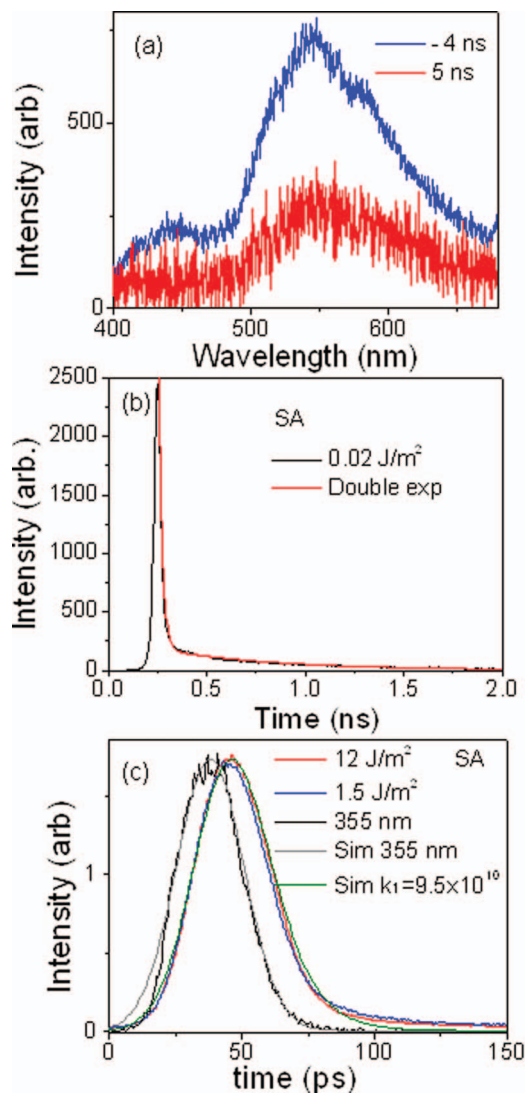 (a)
- 4 ns
5 ns
Intensity (arb)
500
0
400
500
600
Wavelength (nm)
(b)
SA
0.02 J/m²
Double exp
Intensity (arb.)
2500
2000
1500
1000
500
0
0.0
0.5
1.0
1.5
2.0
Time (ns)
(c)
12 J/m² SA
1.5 J/m²
355 nm
Sim 355 nm
Sim k₁=9.5x10¹⁰
Intensity (arb)
1
0
0
50
100
150
time (ps)